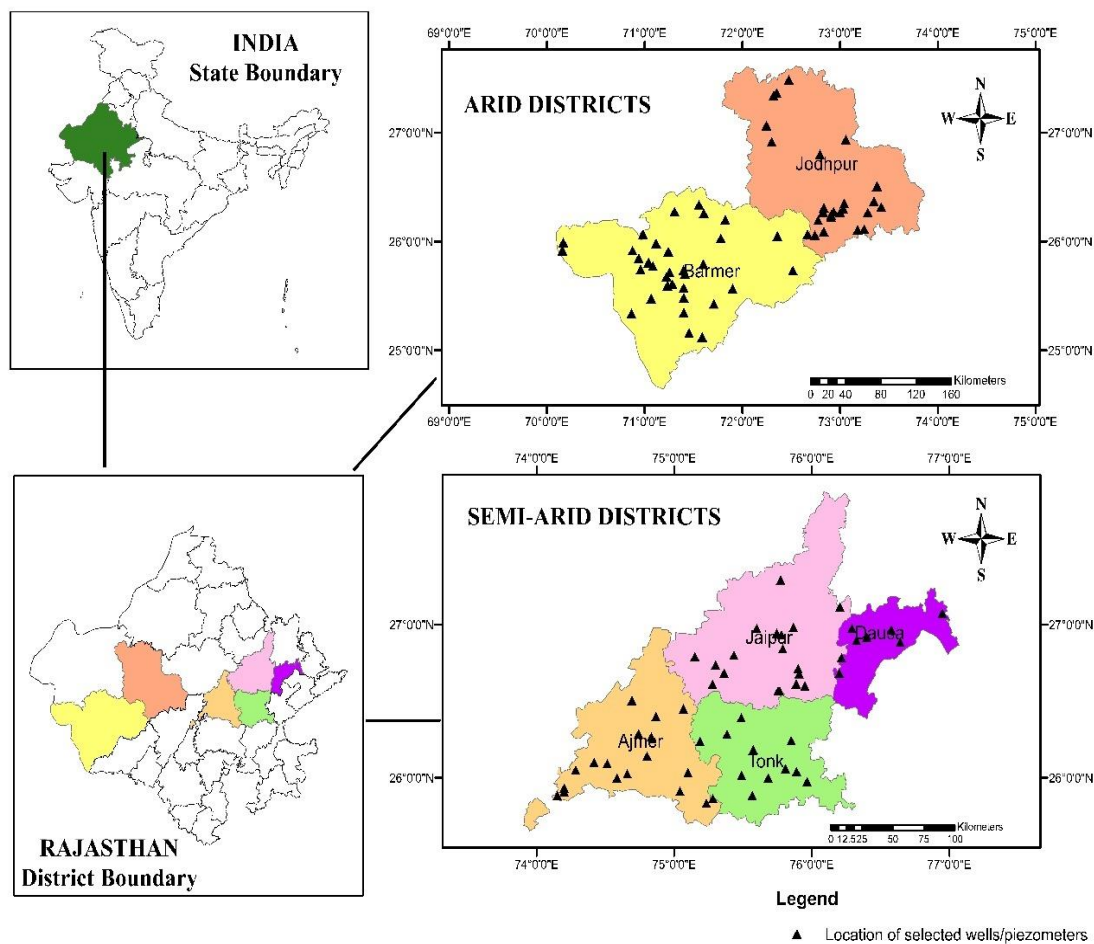 INDIA
State Boundary
69°0'0"E 70°0'0"E 71°0'0"E 72°0'0"E 73°0'0"E 74°0'0"E 75°0'0"E
ARID DISTRICTS
N
W E
S
27°0'0"N 27°0'0"N
Jodhpur
26°0'0"N 26°0'0"N
Barmer
25°0'0"N 25°0'0"N
Kilometers
0 20 40 80 120 160
69°0'0"E 70°0'0"E 71°0'0"E 72°0'0"E 73°0'0"E 74°0'0"E 75°0'0"E
74°0'0"E 75°0'0"E 76°0'0"E 77°0'0"E
SEMI-ARID DISTRICTS
N
W E
S
27°0'0"N 27°0'0"N
Jaipur
Dausa
Ajmer
Tonk
26°0'0"N 26°0'0"N
Kilometers
0 12.525 50 75 100
74°0'0"E 75°0'0"E 76°0'0"E 77°0'0"E
RAJASTHAN
District Boundary
Legend
Location of selected wells/piezometers